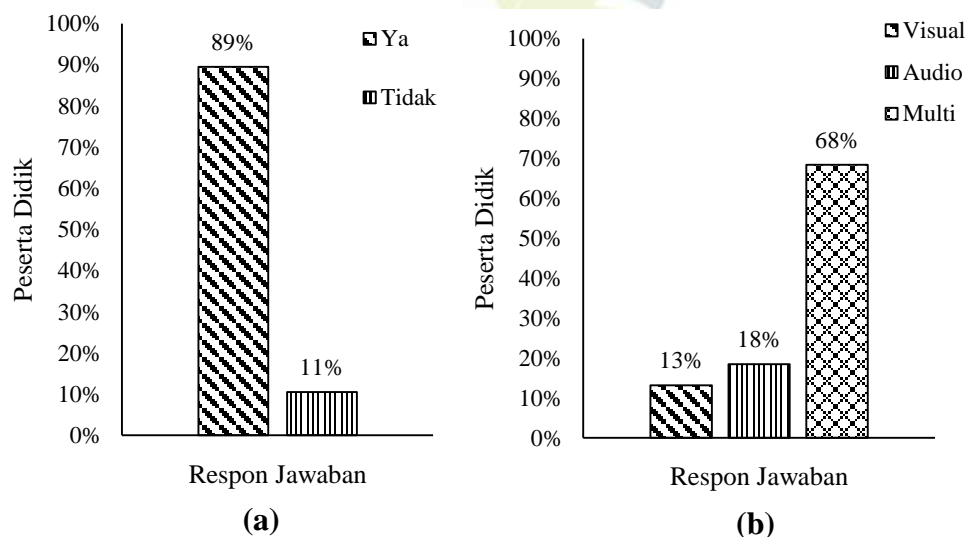 100%
90%
80%
70%
60%
50%
40%
30%
20%
10%
0%
Peserta Didik
89%
11%
Ya
Tidak
Respon Jawaban
(a)
100%
90%
80%
70%
60%
50%
40%
30%
20%
10%
0%
Peserta Didik
13%
18%
68%
Visual
Audio
Multi
Respon Jawaban
(b)